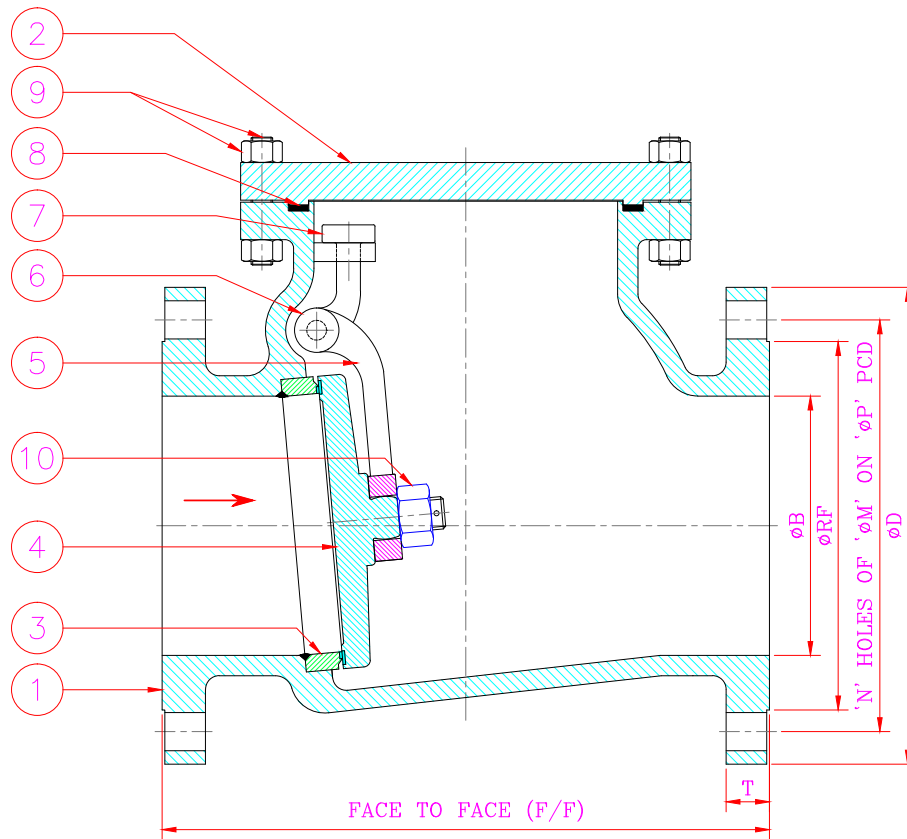 2
9
8
7
6
5
10
4
3
1
øB
øRF
'N' HOLES OF 'øM' ON 'øP' PCD
øD
T
FACE TO FACE (F/F)